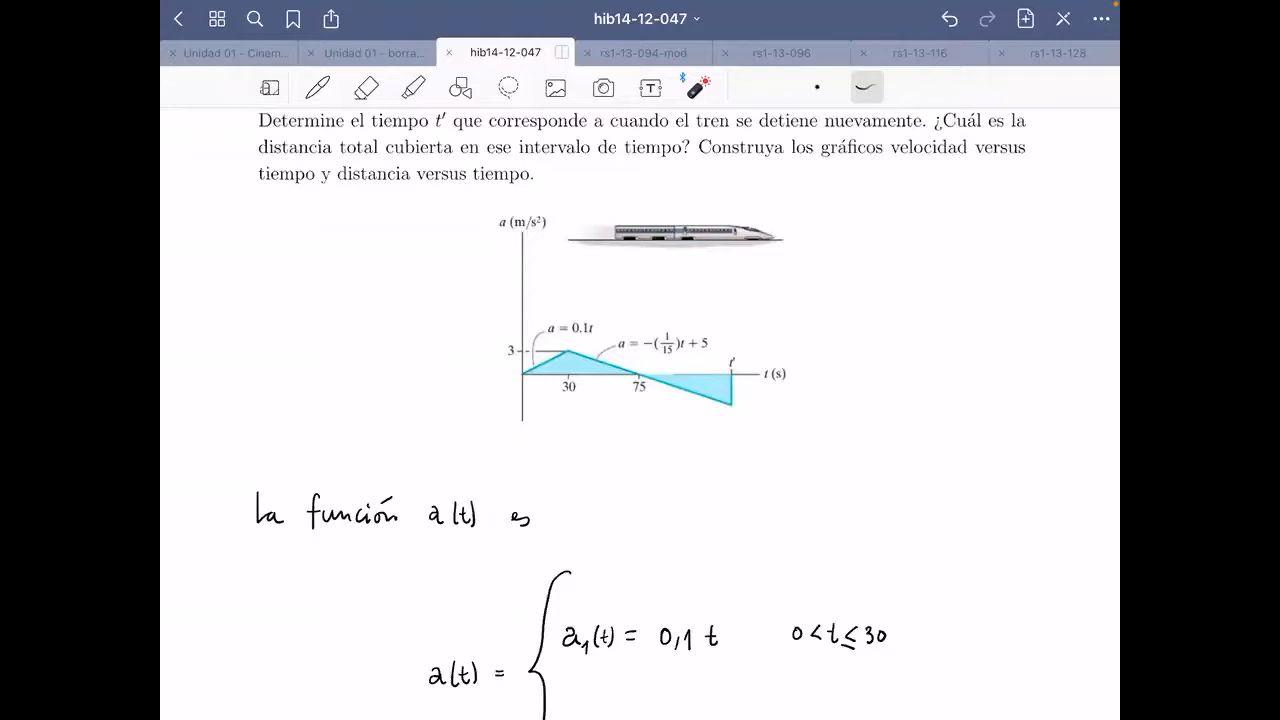 hib14-12-047
Unidad 01 - Cinem...
Unidad 01 - borra...
hib14-12-047
rs1-13-094-mod
rs1-13-096
rs1-13-116
rs1-13-128
Determine el tiempo t′ que corresponde a cuando el tren se detiene nuevamente. ¿Cuál es la
distancia total cubierta en ese intervalo de tiempo? Construya los gráficos velocidad versus
tiempo y distancia versus tiempo.
a (m/s²)
a = 0.1t
a = −(1/15)t + 5
3
t′
t (s)
30
75
La función a(t) es
a₁(t) = 0,1 t 0 < t ≤ 30
a(t) =